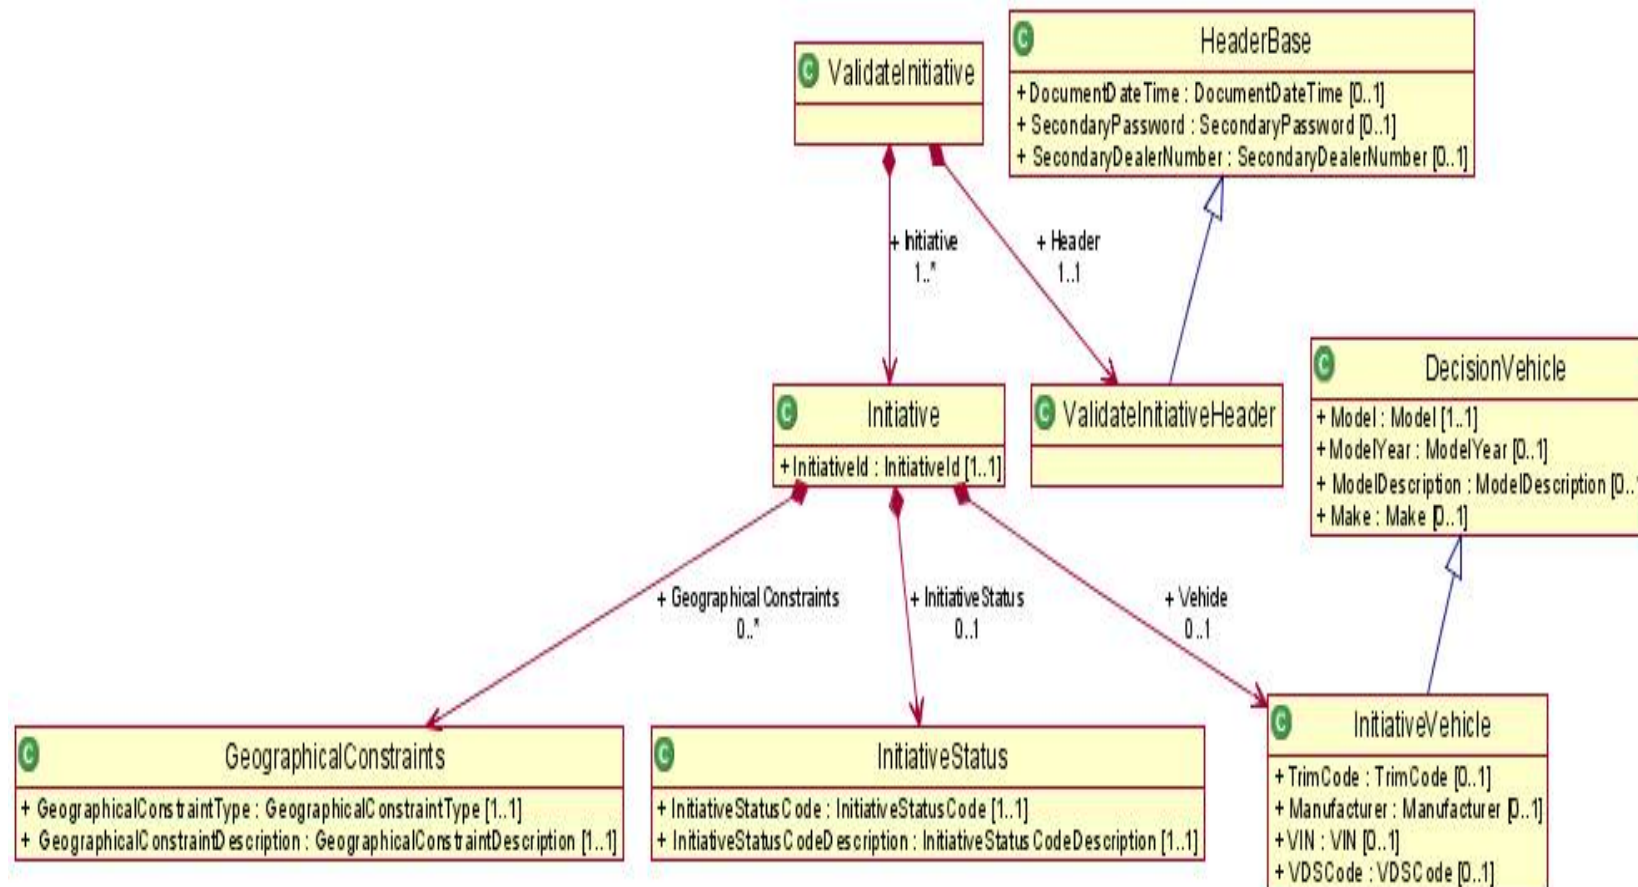 C ValidateInitiative
C HeaderBase
+ DocumentDateTime : DocumentDateTime [0..1]
+ SecondaryPassword : SecondaryPassword [0..1]
+ SecondaryDealerNumber : SecondaryDealerNumber [0..1]
+ Initiative
1..*
+ Header
1..1
C Initiative
+ InitiativeId : InitiativeId [1..1]
C ValidateInitiativeHeader
C DecisionVehicle
+ Model : Model [1..1]
+ ModelYear : ModelYear [0..1]
+ ModelDescription : ModelDescription [0..
+ Make : Make [0..1]
+ GeographicalConstraints
0..*
+ InitiativeStatus
0..1
+ Vehicle
0..1
C GeographicalConstraints
+ GeographicalConstraintType : GeographicalConstraintType [1..1]
+ GeographicalConstraintDescription : GeographicalConstraintDescription [1..1]
C InitiativeStatus
+ InitiativeStatusCode : InitiativeStatusCode [1..1]
+ InitiativeStatusCodeDescription : InitiativeStatusCodeDescription [1..1]
C InitiativeVehicle
+ TrimCode : TrimCode [0..1]
+ Manufacturer : Manufacturer [0..1]
+ VIN : VIN [0..1]
+ VDSCode : VDSCode [0..1]